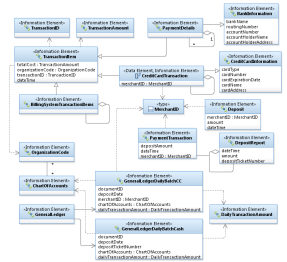 «Information Element»
TransactionID
«Information Element»
TransactionAmount
«Information Element»
PaymentDetails
«Information Element»
BankInformation
bankName
routingNumber
accountNumber
accountHolderName
accountHolderAddress
«Information Element»
TransactionItem
totalCost : TransactionAmount
organizationCode : OrganizationCode
transactionID : TransactionID
dateTime
«Information Element»
CreditCardInformation
cardType
cardNumber
cardExpirationDate
cardName
cardAddress
«Data Element, Information Element»
CreditCardTransaction
merchantID : MerchantID
«Information Element»
BillingSystemTransactionItems
«type»
MerchantID
«Information Element»
Deposit
merchantID : MerchantID
amount
dateTime
«Information Element»
PaymentTransaction
depositAmount
dateTime
merchantID : MerchantID
«Information Element»
DepositReport
dateTime
amount
depositTicketNumber
«Information Element»
OrganizationCode
«Information Element»
ChartOfAccounts
«Information Element»
GeneralLedgerDailyBatchCC
documentID
depositDate
merchantID : MerchantID
chartOfAccounts : ChartOfAccounts
dailyTransactionAmount : DailyTransactionAmount
«Information Element»
GeneralLedger
«Information Element»
DailyTransactionAmount
«Information Element»
GeneralLedgerDailyBatchCash
documentID
depositDate
depositTicketNumber
chartOfAccounts : ChartOfAccounts
dailyTransactionAmount : DailyTransactionAmount